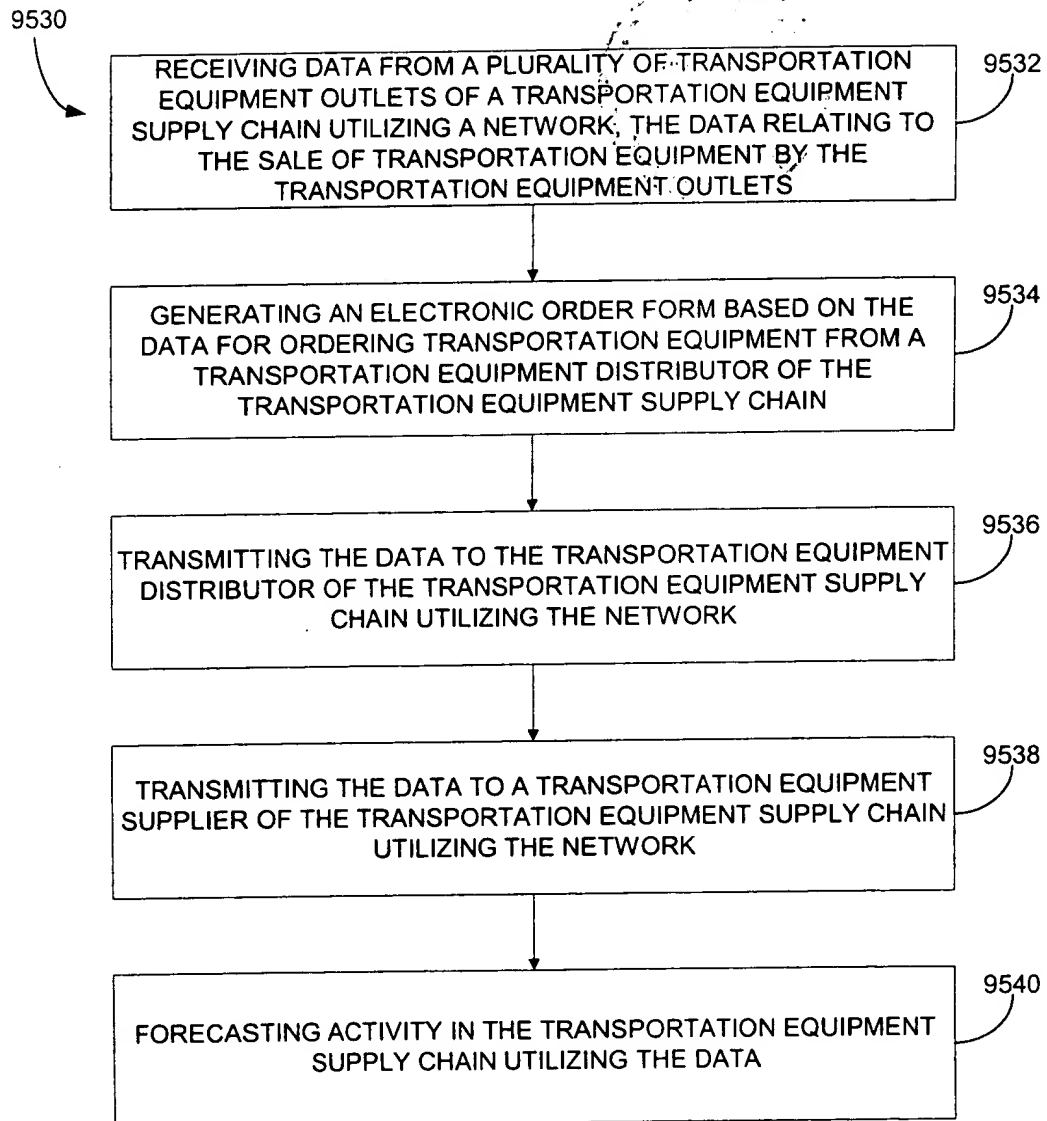 9530
RECEIVING DATA FROM A PLURALITY OF TRANSPORTATION
EQUIPMENT OUTLETS OF A TRANSPORTATION EQUIPMENT
SUPPLY CHAIN UTILIZING A NETWORK, THE DATA RELATING TO
THE SALE OF TRANSPORTATION EQUIPMENT BY THE
TRANSPORTATION EQUIPMENT OUTLETS
9532
GENERATING AN ELECTRONIC ORDER FORM BASED ON THE
DATA FOR ORDERING TRANSPORTATION EQUIPMENT FROM A
TRANSPORTATION EQUIPMENT DISTRIBUTOR OF THE
TRANSPORTATION EQUIPMENT SUPPLY CHAIN
9534
TRANSMITTING THE DATA TO THE TRANSPORTATION EQUIPMENT
DISTRIBUTOR OF THE TRANSPORTATION EQUIPMENT SUPPLY
CHAIN UTILIZING THE NETWORK
9536
TRANSMITTING THE DATA TO A TRANSPORTATION EQUIPMENT
SUPPLIER OF THE TRANSPORTATION EQUIPMENT SUPPLY CHAIN
UTILIZING THE NETWORK
9538
FORECASTING ACTIVITY IN THE TRANSPORTATION EQUIPMENT
SUPPLY CHAIN UTILIZING THE DATA
9540